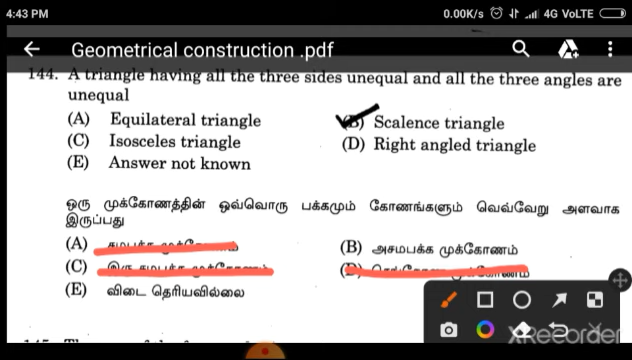 4:43 PM
0.00K/s 4G VoLTE
Geometrical construction .pdf
144. A triangle having all the three sides unequal and all the three angles are
unequal
(A) Equilateral triangle
(B) Scalence triangle
(C) Isosceles triangle
(D) Right angled triangle
(E) Answer not known
ஒரு முக்கோணத்தின் ஒவ்வொரு பக்கமும் கோணங்களும் வெவ்வேறு அளவாக
இருப்பது
(A)
(B) அசமபக்க முக்கோணம்
(C)
(D)
(E) விடை தெரியவில்லை
XRecorder